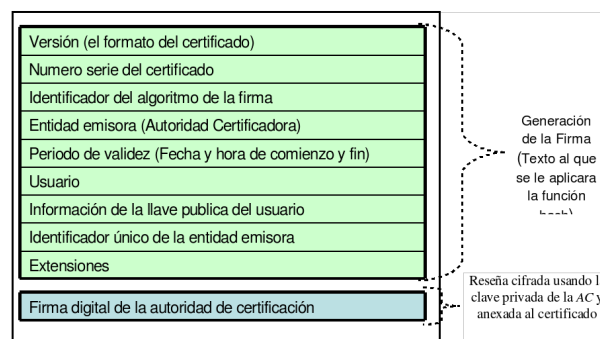 Versión (el formato del certificado)
Numero serie del certificado
Identificador del algoritmo de la firma
Entidad emisora (Autoridad Certificadora)
Periodo de validez (Fecha y hora de comienzo y fin)
Usuario
Información de la llave publica del usuario
Identificador único de la entidad emisora
Extensiones
Firma digital de la autoridad de certificación
Generación
de la Firma
(Texto al que
se le aplicara
la función
Reseña cifrada usando
clave privada de la AC y
anexada al certificado